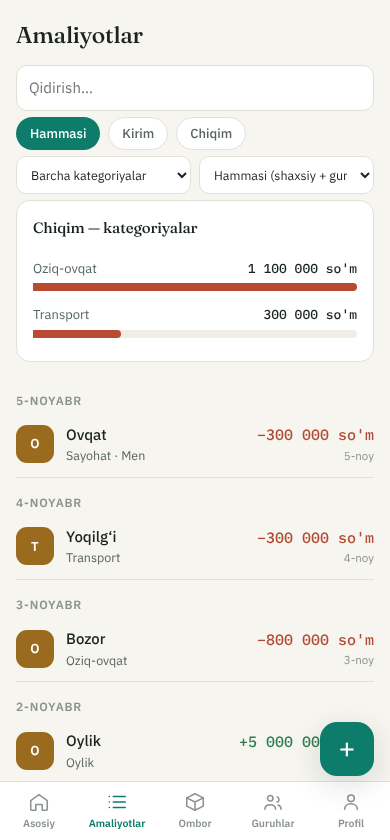 Amaliyotlar
Qidirish...
Hammasi Kirim Chiqim
Barcha kategoriyalar Hammasi (shaxsiy + gur
Chiqim — kategoriyalar
Oziq-ovqat 1 100 000 so'm
Transport 300 000 so'm
5-NOYABR
O Ovqat −300 000 so'm
Sayohat · Men 5-noy
4-NOYABR
T Yoqilgʻi −300 000 so'm
Transport 4-noy
3-NOYABR
O Bozor −800 000 so'm
Oziq-ovqat 3-noy
2-NOYABR
O Oylik +5 000 00
Oylik
+
Asosiy Amaliyotlar Ombor Guruhlar Profil